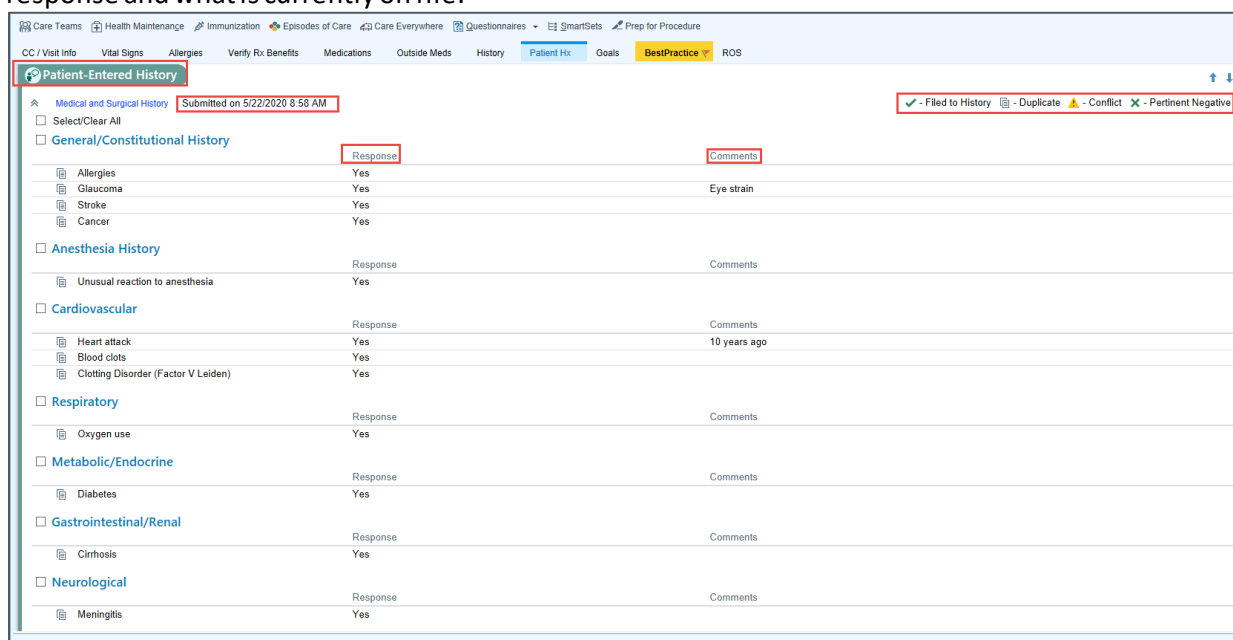 response and what is currently on file.
Care Teams Health Maintenance Immunization Episodes of Care Care Everywhere Questionnaires SmartSets Prep for Procedure
CC / Visit Info Vital Signs Allergies Verify Rx Benefits Medications Outside Meds History Patient Hx Goals BestPractice ROS
Patient-Entered History
Medical and Surgical History Submitted on 5/22/2020 8:58 AM - Filed to History - Duplicate - Conflict - Pertinent Negative
Select/Clear All
General/Constitutional History
Response Comments
Allergies Yes
Glaucoma Yes Eye strain
Stroke Yes
Cancer Yes
Anesthesia History
Response Comments
Unusual reaction to anesthesia Yes
Cardiovascular
Response Comments
Heart attack Yes 10 years ago
Blood clots Yes
Clotting Disorder (Factor V Leiden) Yes
Respiratory
Response Comments
Oxygen use Yes
Metabolic/Endocrine
Response Comments
Diabetes Yes
Gastrointestinal/Renal
Response Comments
Cirrhosis Yes
Neurological
Response Comments
Meningitis Yes